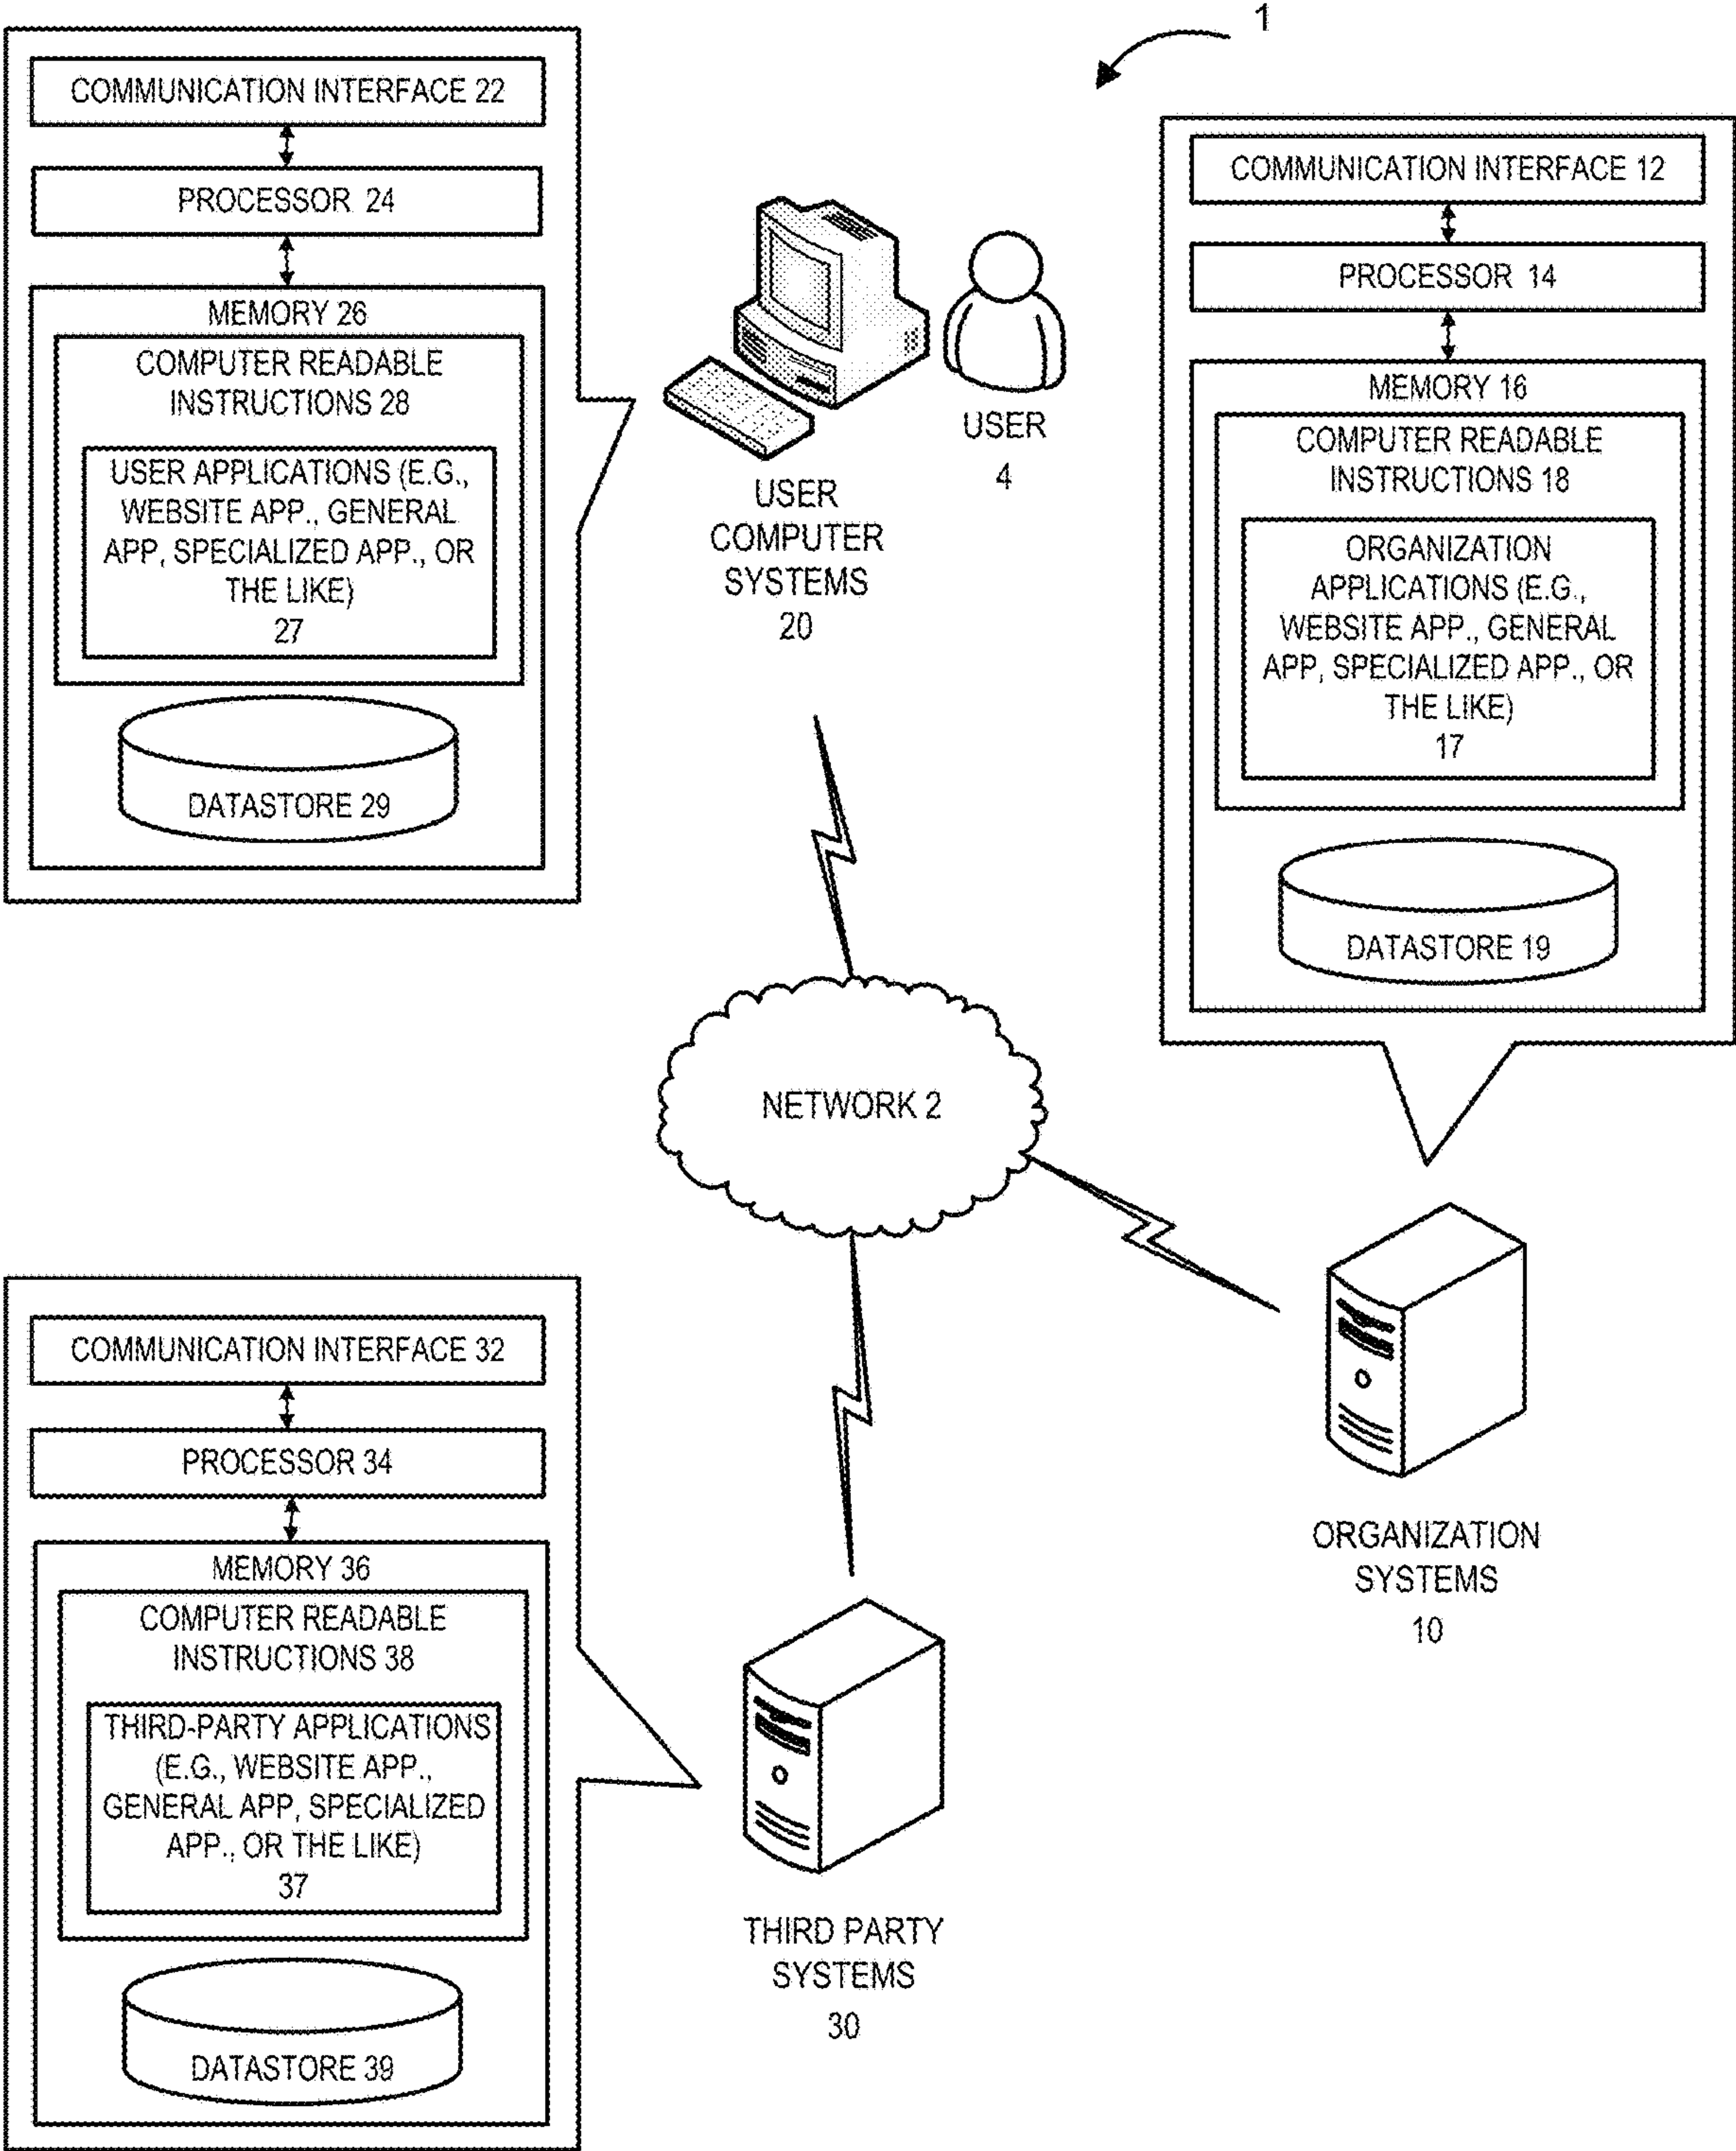 1
COMMUNICATION INTERFACE 22
PROCESSOR 24
MEMORY 26
COMPUTER READABLE
INSTRUCTIONS 28
USER APPLICATIONS (E.G.,
WEBSITE APP., GENERAL
APP, SPECIALIZED APP., OR
THE LIKE)
27
DATASTORE 29
USER
COMPUTER
SYSTEMS
20
USER
4
COMMUNICATION INTERFACE 12
PROCESSOR 14
MEMORY 16
COMPUTER READABLE
INSTRUCTIONS 18
ORGANIZATION
APPLICATIONS (E.G.,
WEBSITE APP., GENERAL
APP, SPECIALIZED APP., OR
THE LIKE)
17
DATASTORE 19
NETWORK 2
COMMUNICATION INTERFACE 32
PROCESSOR 34
MEMORY 36
COMPUTER READABLE
INSTRUCTIONS 38
THIRD-PARTY APPLICATIONS
(E.G., WEBSITE APP.,
GENERAL APP, SPECIALIZED
APP., OR THE LIKE)
37
DATASTORE 39
THIRD PARTY
SYSTEMS
30
ORGANIZATION
SYSTEMS
10